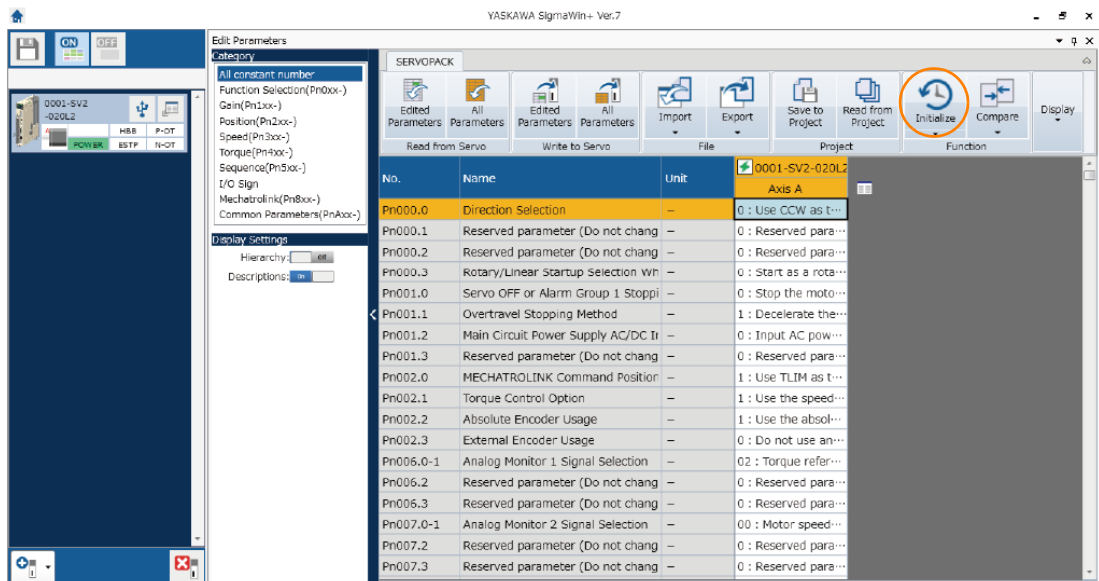 YASKAWA SigmaWin+ Ver.7
ON
OFF
0001-SV2
-020L2
HBB P-OT
POWER ESTP N-OT
Edit Parameters
Category
All constant number
Function Selection(Pn0xx-)
Gain(Pn1xx-)
Position(Pn2xx-)
Speed(Pn3xx-)
Torque(Pn4xx-)
Sequence(Pn5xx-)
I/O Sign
Mechatrolink(Pn8xx-)
Common Parameters(PnAxx-)
Display Settings
Hierarchy: Off
Descriptions: On
SERVOPACK
Edited Parameters
All Parameters
Read from Servo
Edited Parameters
All Parameters
Write to Servo
Import
Export
File
Save to Project
Read from Project
Project
Initialize
Compare
Function
Display
No. Name Unit 0001-SV2-020L2
Axis A
Pn000.0 Direction Selection – 0 : Use CCW as t···
Pn000.1 Reserved parameter (Do not chang – 0 : Reserved para···
Pn000.2 Reserved parameter (Do not chang – 0 : Reserved para···
Pn000.3 Rotary/Linear Startup Selection Wh – 0 : Start as a rota···
Pn001.0 Servo OFF or Alarm Group 1 Stoppi – 0 : Stop the moto···
Pn001.1 Overtravel Stopping Method – 1 : Decelerate the···
Pn001.2 Main Circuit Power Supply AC/DC Ir – 0 : Input AC pow···
Pn001.3 Reserved parameter (Do not chang – 0 : Reserved para···
Pn002.0 MECHATROLINK Command Position – 1 : Use TLIM as t···
Pn002.1 Torque Control Option – 1 : Use the speed···
Pn002.2 Absolute Encoder Usage – 1 : Use the absol···
Pn002.3 External Encoder Usage – 0 : Do not use an···
Pn006.0-1 Analog Monitor 1 Signal Selection – 02 : Torque refer···
Pn006.2 Reserved parameter (Do not chang – 0 : Reserved para···
Pn006.3 Reserved parameter (Do not chang – 0 : Reserved para···
Pn007.0-1 Analog Monitor 2 Signal Selection – 00 : Motor speed···
Pn007.2 Reserved parameter (Do not chang – 0 : Reserved para···
Pn007.3 Reserved parameter (Do not chang – 0 : Reserved para···